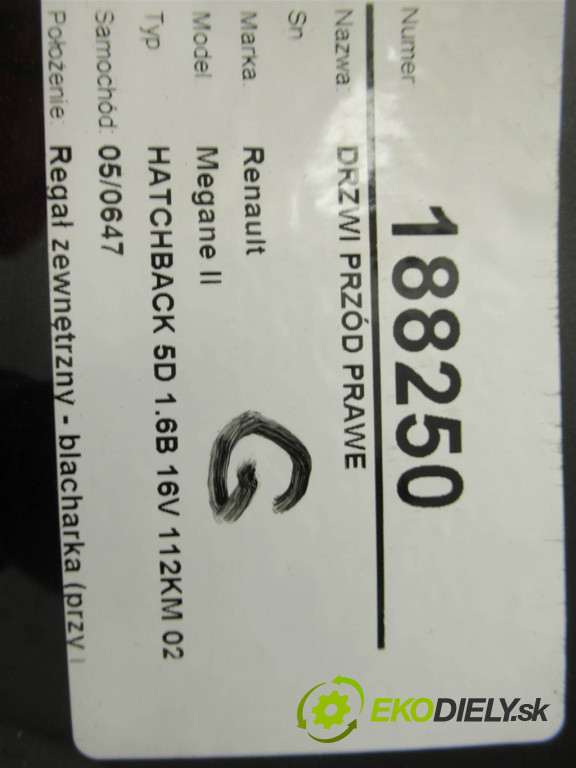 Numer 188250
Nazwa: DRZWI PRZÓD PRAWE
Sn
Marka. Renault
Model Megane II
Typ HATCHBACK 5D 1.6B 16V 112KM 02
Samochód: 05/0647
Położenie: Regał zewnętrzny - blacharka (przy
G
EKODIELY.sk